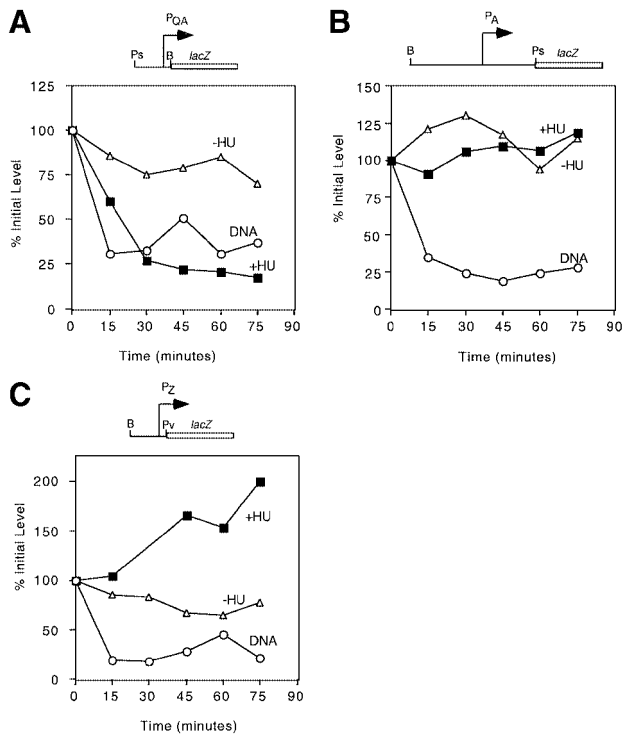 A
PQA
Ps
B
lacZ
125
100
75
50
25
0
% Initial Level
-HU
DNA
+HU
0 15 30 45 60 75 90
Time (minutes)
B
PA
B
Ps
lacZ
150
125
100
75
50
25
0
% Initial Level
+HU
-HU
DNA
0 15 30 45 60 75 90
Time (minutes)
C
PZ
B
Pv
lacZ
200
150
100
50
0
% Initial Level
+HU
-HU
DNA
0 15 30 45 60 75 90
Time (minutes)